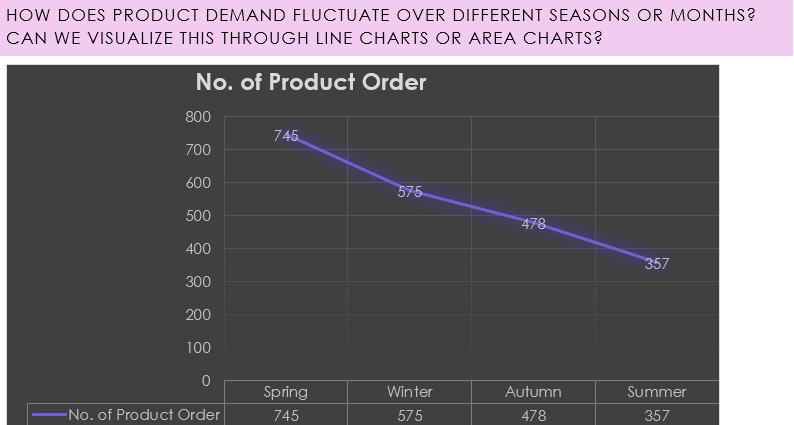 HOW DOES PRODUCT DEMAND FLUCTUATE OVER DIFFERENT SEASONS OR MONTHS?
CAN WE VISUALIZE THIS THROUGH LINE CHARTS OR AREA CHARTS?
No. of Product Order
800
700
600
500
400
300
200
100
0
745
575
478
357
Spring Winter Autumn Summer
No. of Product Order 745 575 478 357